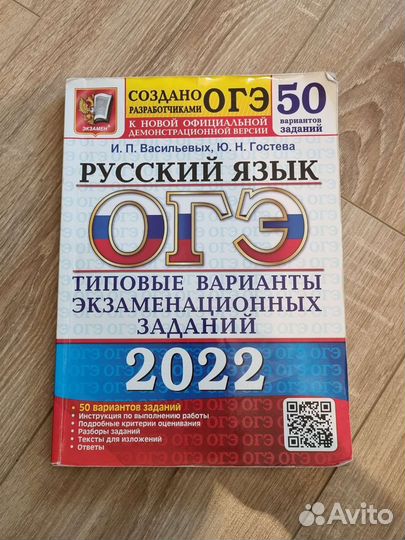 ЭКЗАМЕН
СОЗДАНО
РАЗРАБОТЧИКАМИ ОГЭ
К НОВОЙ ОФИЦИАЛЬНОЙ
ДЕМОНСТРАЦИОННОЙ ВЕРСИИ
50
вариантов
заданий
И. П. Васильевых, Ю. Н. Гостева
РУССКИЙ ЯЗЫК
ОГЭ
ТИПОВЫЕ ВАРИАНТЫ
ЭКЗАМЕНАЦИОННЫХ
ЗАДАНИЙ
2022
• 50 вариантов заданий
• Инструкция по выполнению работы
• Подробные критерии оценивания
• Разборы заданий
• Тексты для изложений
• Ответы
Avito